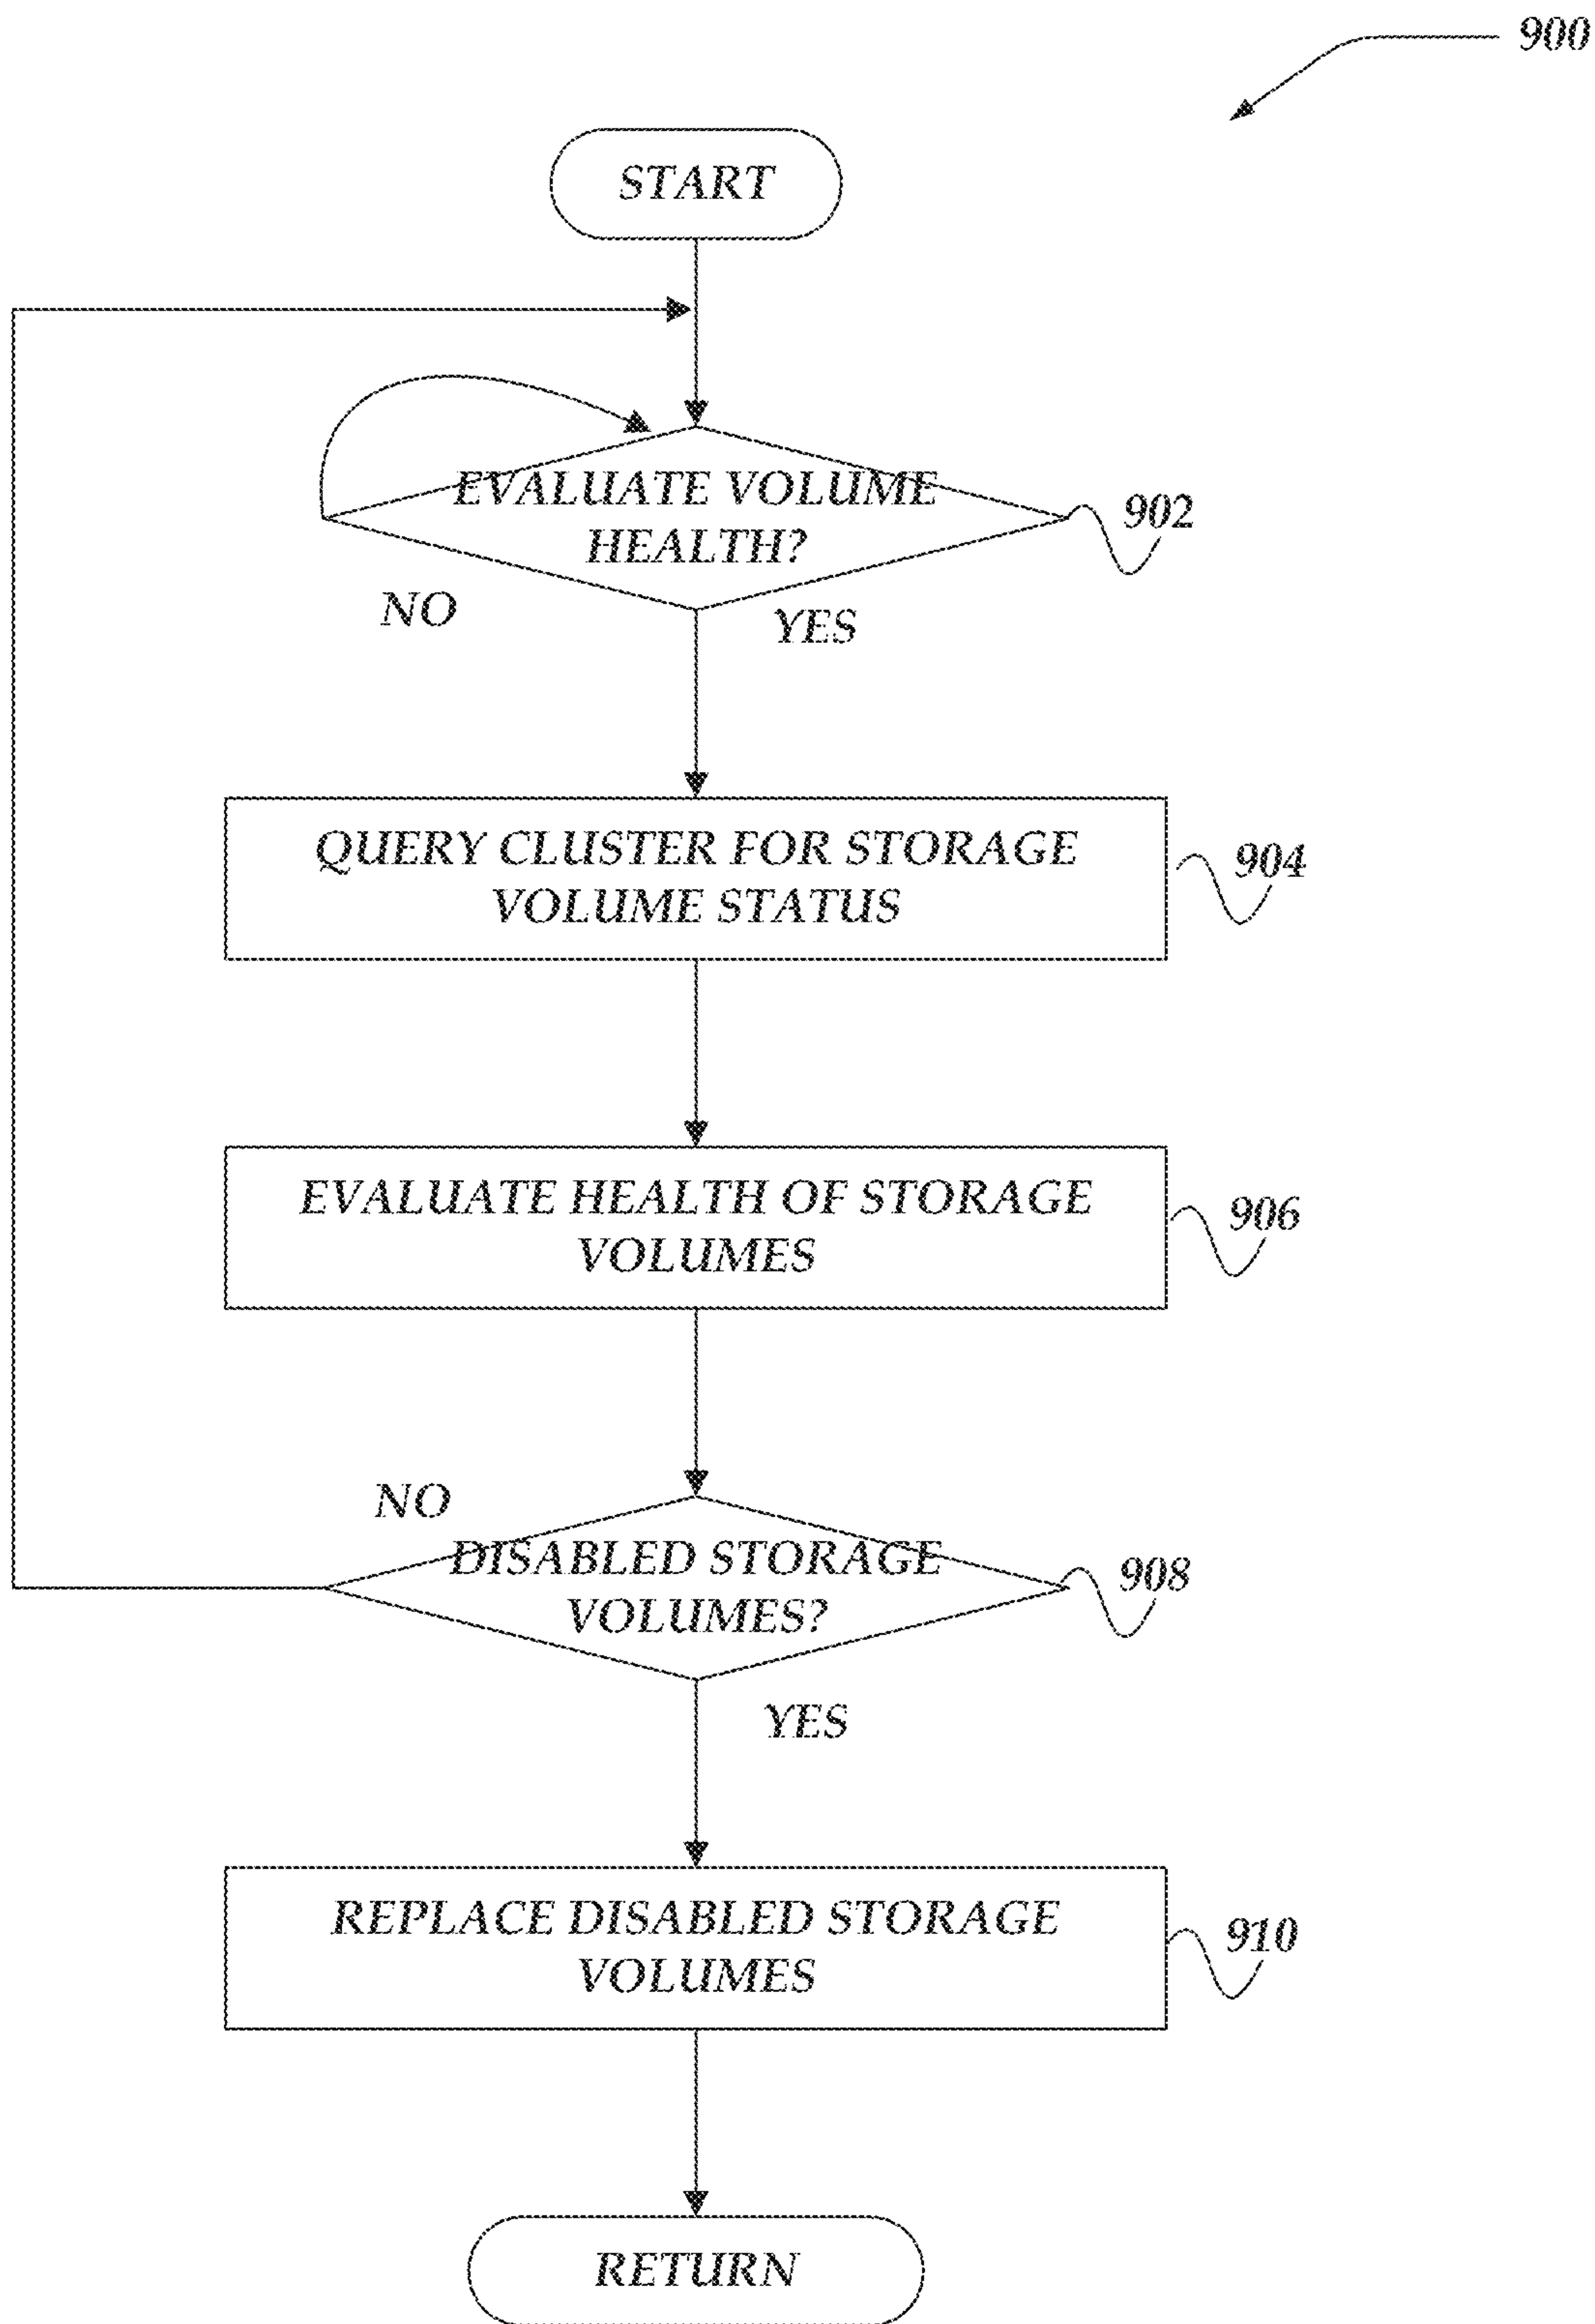 900
START
EVALUATE VOLUME
HEALTH?
902
NO
YES
QUERY CLUSTER FOR STORAGE
VOLUME STATUS
904
EVALUATE HEALTH OF STORAGE
VOLUMES
906
NO
DISABLED STORAGE
VOLUMES?
908
YES
REPLACE DISABLED STORAGE
VOLUMES
910
RETURN